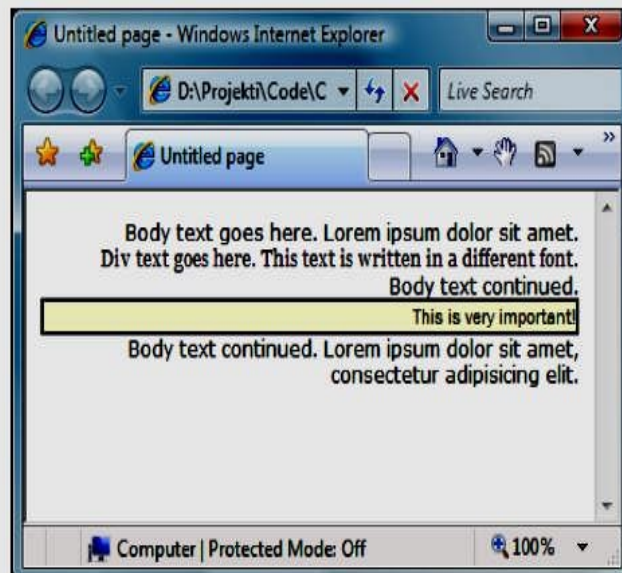 Untitled page - Windows Internet Explorer
D:\Projekti\Code\C
Live Search
Untitled page
Body text goes here. Lorem ipsum dolor sit amet.
Div text goes here. This text is written in a different font.
Body text continued.
This is very important!
Body text continued. Lorem ipsum dolor sit amet,
consectetur adipisicing elit.
Computer | Protected Mode: Off
100%